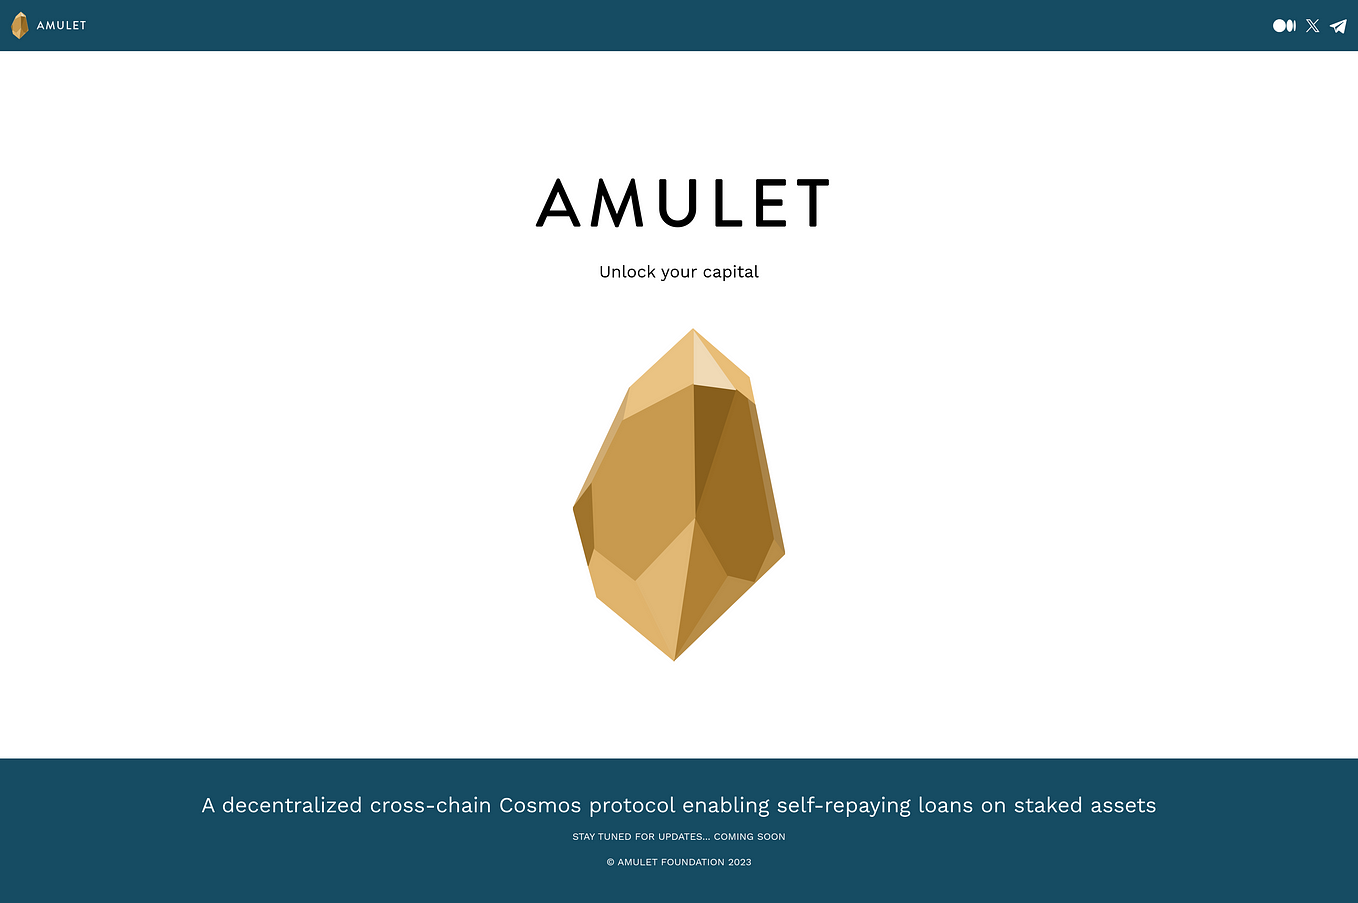 AMULET
AMULET
Unlock your capital
A decentralized cross-chain Cosmos protocol enabling self-repaying loans on staked assets
STAY TUNED FOR UPDATES... COMING SOON
© AMULET FOUNDATION 2023